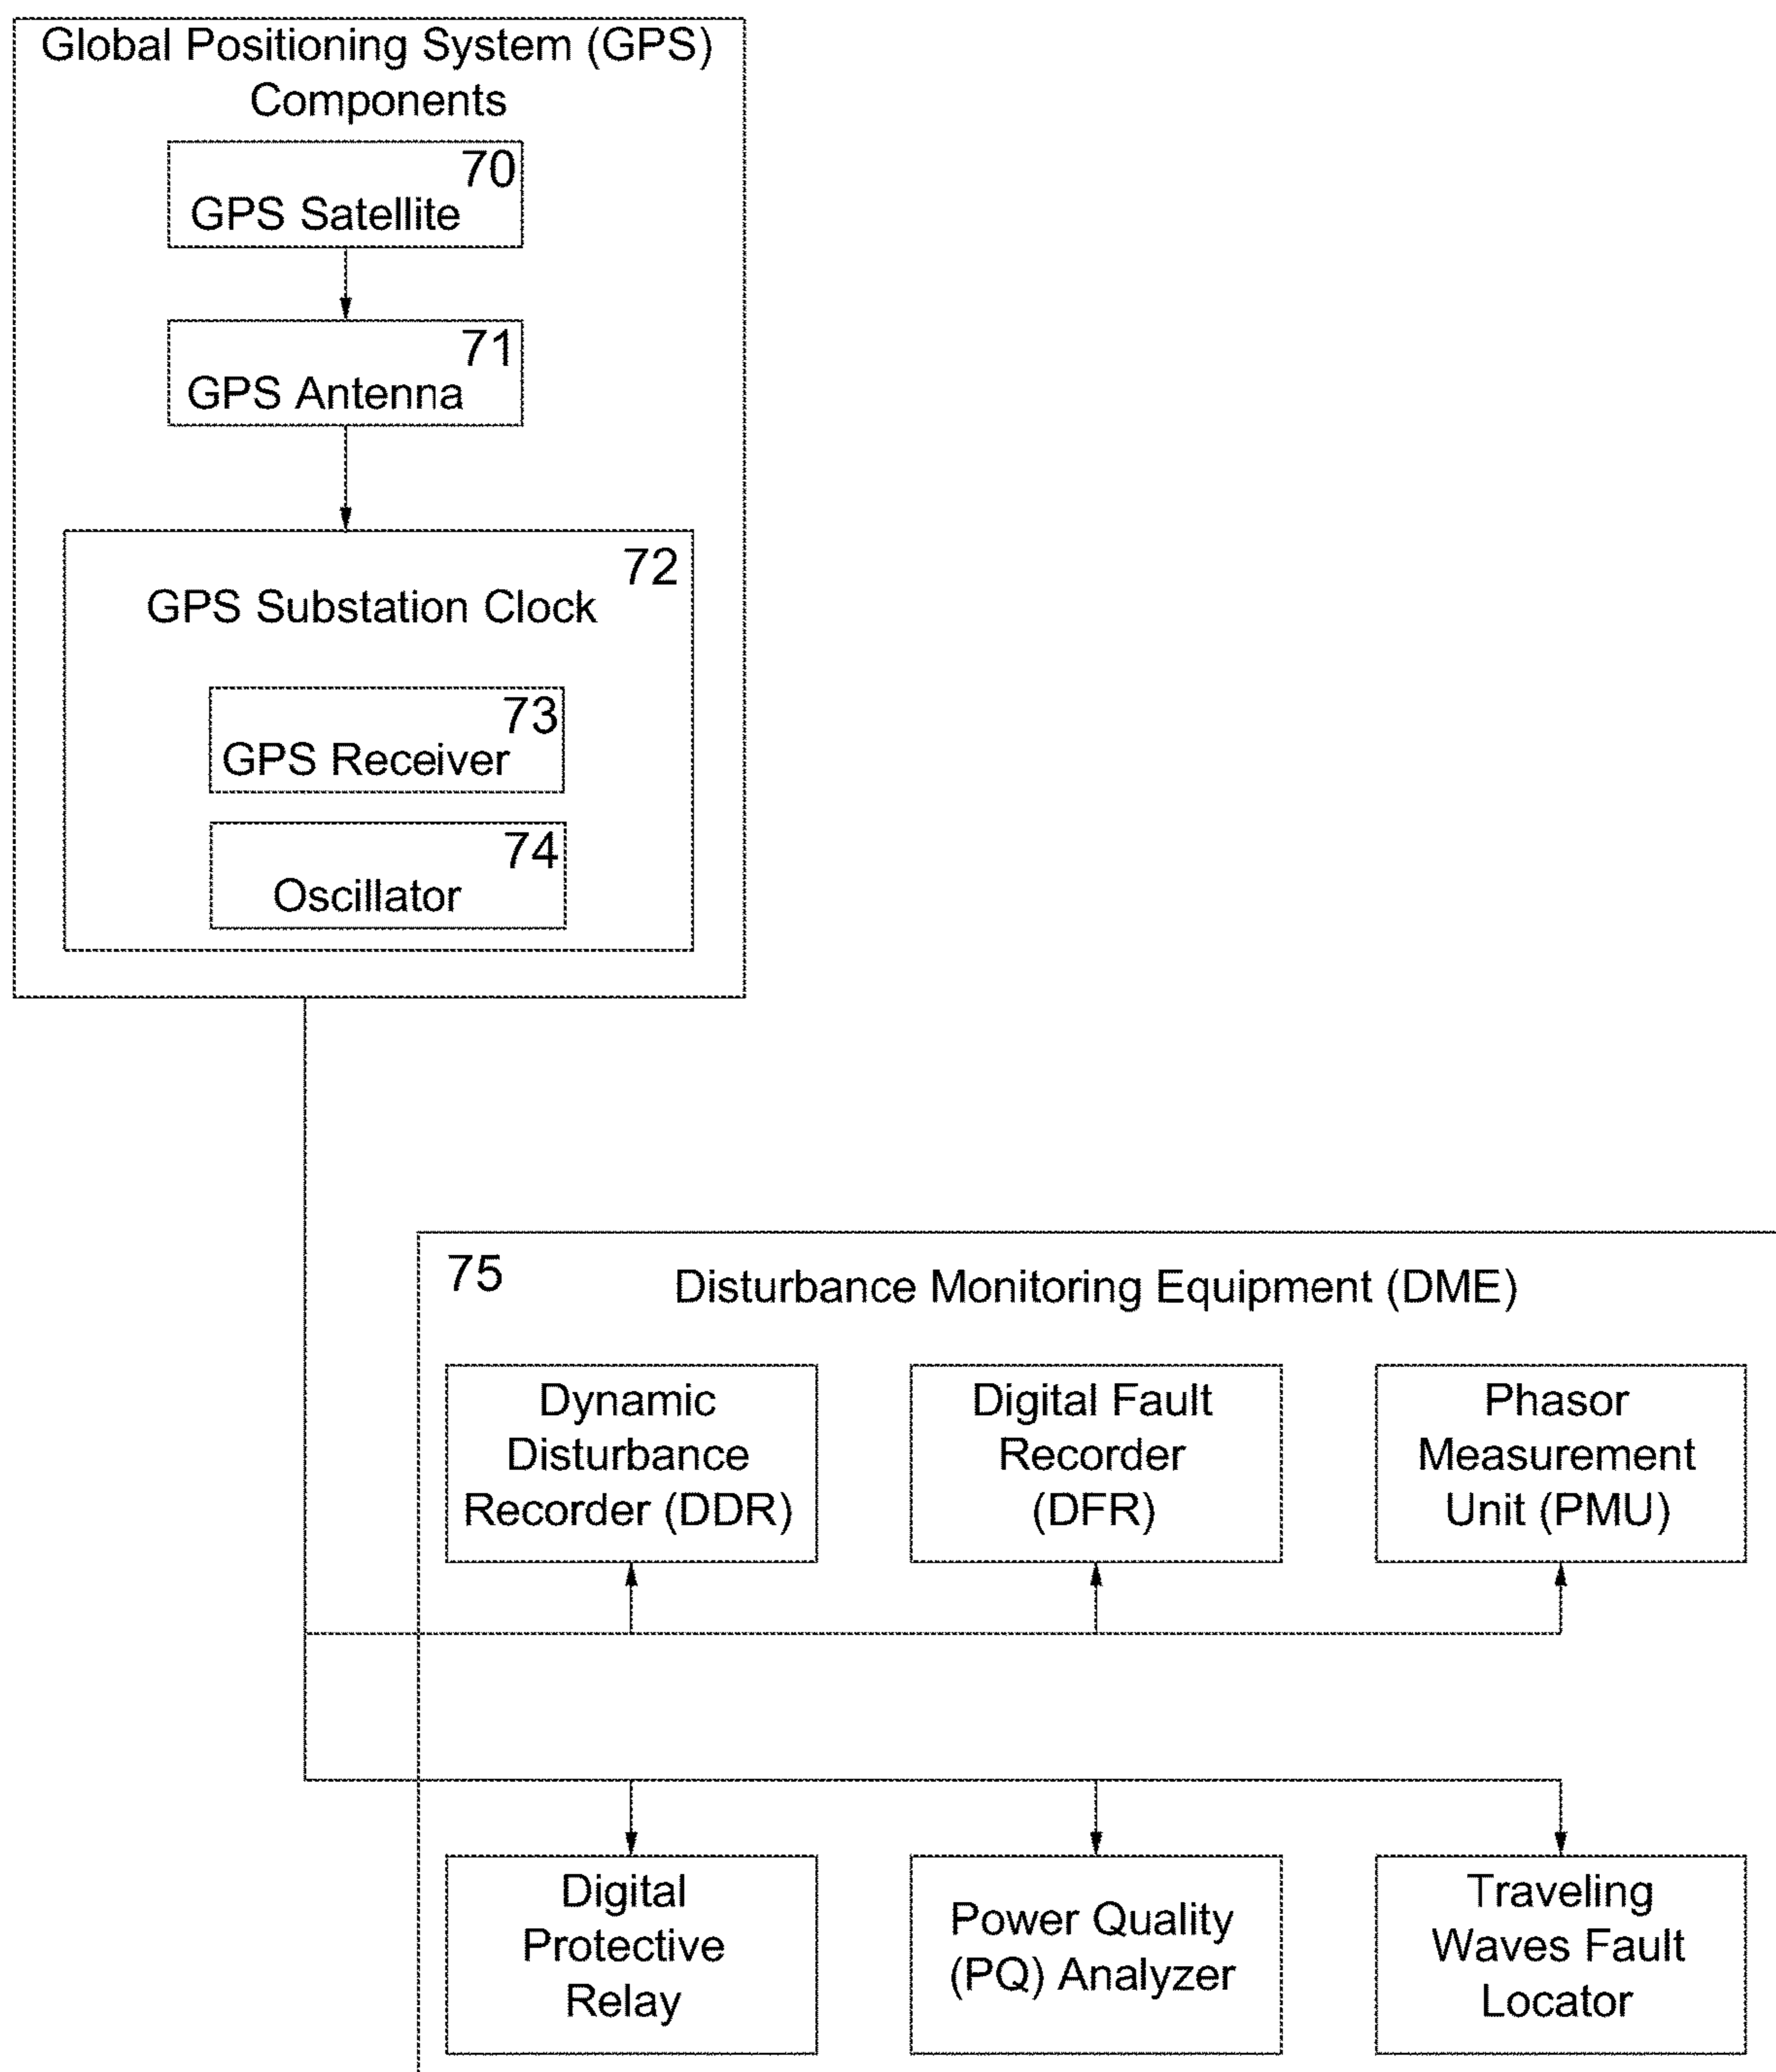 Global Positioning System (GPS)
Components
70
GPS Satellite
71
GPS Antenna
72
GPS Substation Clock
73
GPS Receiver
74
Oscillator
75
Disturbance Monitoring Equipment (DME)
Dynamic
Disturbance
Recorder (DDR)
Digital Fault
Recorder
(DFR)
Phasor
Measurement
Unit (PMU)
Digital
Protective
Relay
Power Quality
(PQ) Analyzer
Traveling
Waves Fault
Locator